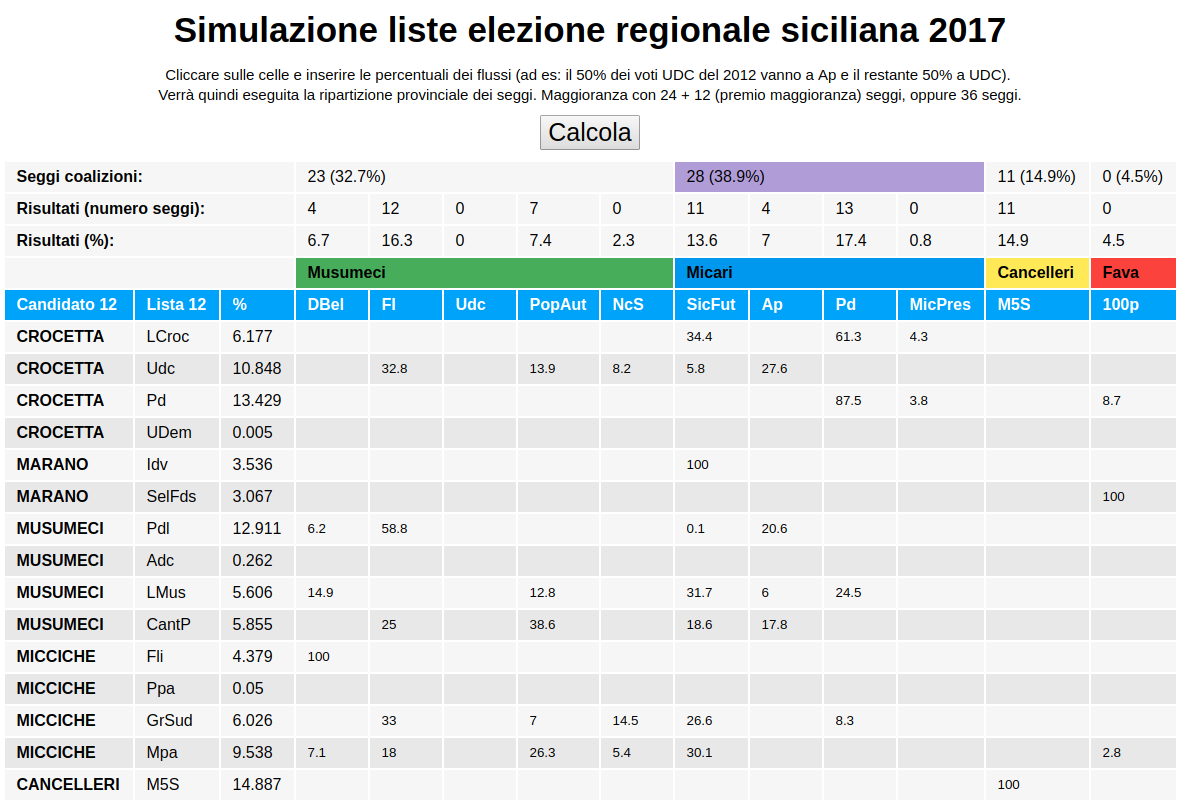 Simulazione liste elezione regionale siciliana 2017
Cliccare sulle celle e inserire le percentuali dei flussi (ad es: il 50% dei voti UDC del 2012 vanno a Ap e il restante 50% a UDC).
Verrà quindi eseguita la ripartizione provinciale dei seggi. Maggioranza con 24 + 12 (premio maggioranza) seggi, oppure 36 seggi.
Calcola
Seggi coalizioni: 23 (32.7%) 28 (38.9%) 11 (14.9%) 0 (4.5%)
Risultati (numero seggi): 4 12 0 7 0 11 4 13 0 11 0
Risultati (%): 6.7 16.3 0 7.4 2.3 13.6 7 17.4 0.8 14.9 4.5
Musumeci Micari Cancelleri Fava
Candidato 12 Lista 12 % DBel FI Udc PopAut NcS SicFut Ap Pd MicPres M5S 100p
CROCETTA LCroc 6.177 34.4 61.3 4.3
CROCETTA Udc 10.848 32.8 13.9 8.2 5.8 27.6
CROCETTA Pd 13.429 87.5 3.8 8.7
CROCETTA UDem 0.005
MARANO Idv 3.536 100
MARANO SelFds 3.067 100
MUSUMECI Pdl 12.911 6.2 58.8 0.1 20.6
MUSUMECI Adc 0.262
MUSUMECI LMus 5.606 14.9 12.8 31.7 6 24.5
MUSUMECI CantP 5.855 25 38.6 18.6 17.8
MICCICHE Fli 4.379 100
MICCICHE Ppa 0.05
MICCICHE GrSud 6.026 33 7 14.5 26.6 8.3
MICCICHE Mpa 9.538 7.1 18 26.3 5.4 30.1 2.8
CANCELLERI M5S 14.887 100